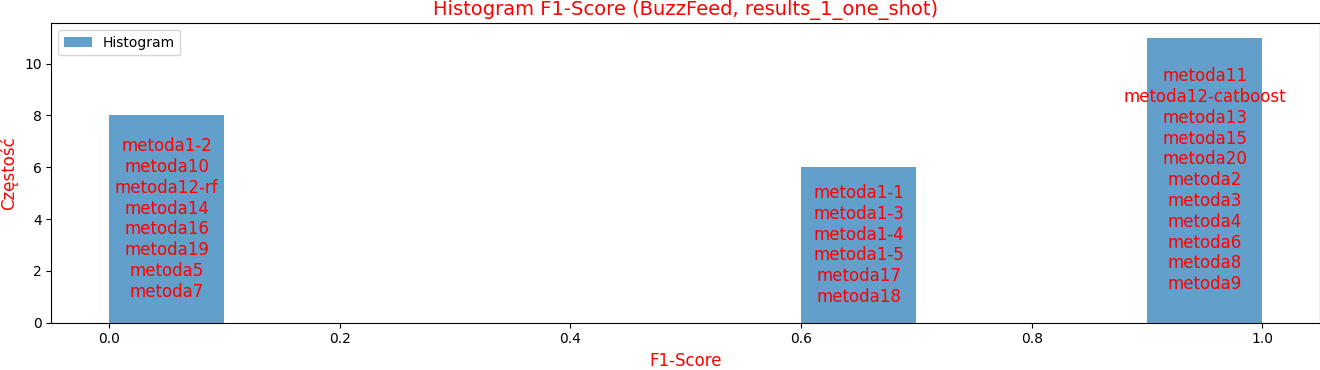 Histogram F1-Score (BuzzFeed, results_1_one_shot)
Histogram
Częstość
10
8
6
4
2
0
metoda1-2
metoda10
metoda12-rf
metoda14
metoda16
metoda19
metoda5
metoda7
metoda1-1
metoda1-3
metoda1-4
metoda1-5
metoda17
metoda18
metoda11
metoda12-catboost
metoda13
metoda15
metoda20
metoda2
metoda3
metoda4
metoda6
metoda8
metoda9
0.0 0.2 0.4 0.6 0.8 1.0
F1-Score